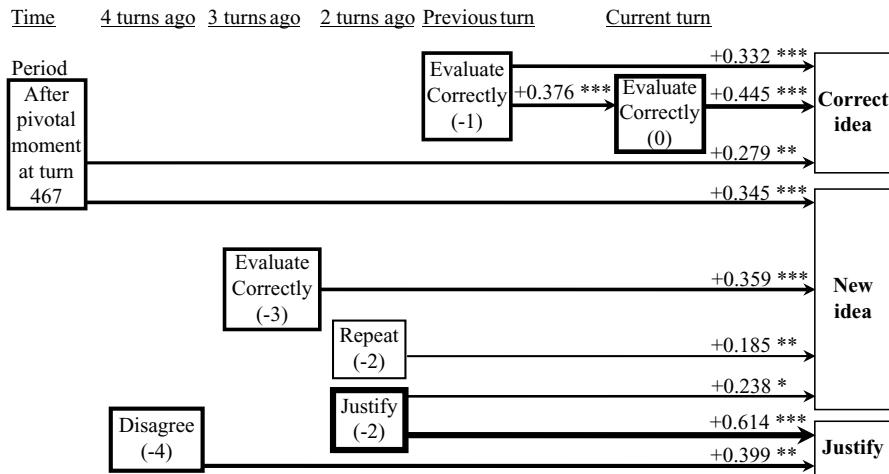 Time 4 turns ago 3 turns ago 2 turns ago Previous turn Current turn
Period
After
pivotal
moment
at turn
467
Evaluate
Correctly
(-1)
+0.332 ***
+0.376 ***
Evaluate
Correctly
(0)
+0.445 ***
Correct
idea
+0.279 **
+0.345 ***
Evaluate
Correctly
(-3)
+0.359 ***
New
idea
Repeat
(-2)
+0.185 **
Justify
(-2)
+0.238 *
+0.614 ***
Disagree
(-4)
+0.399 **
Justify